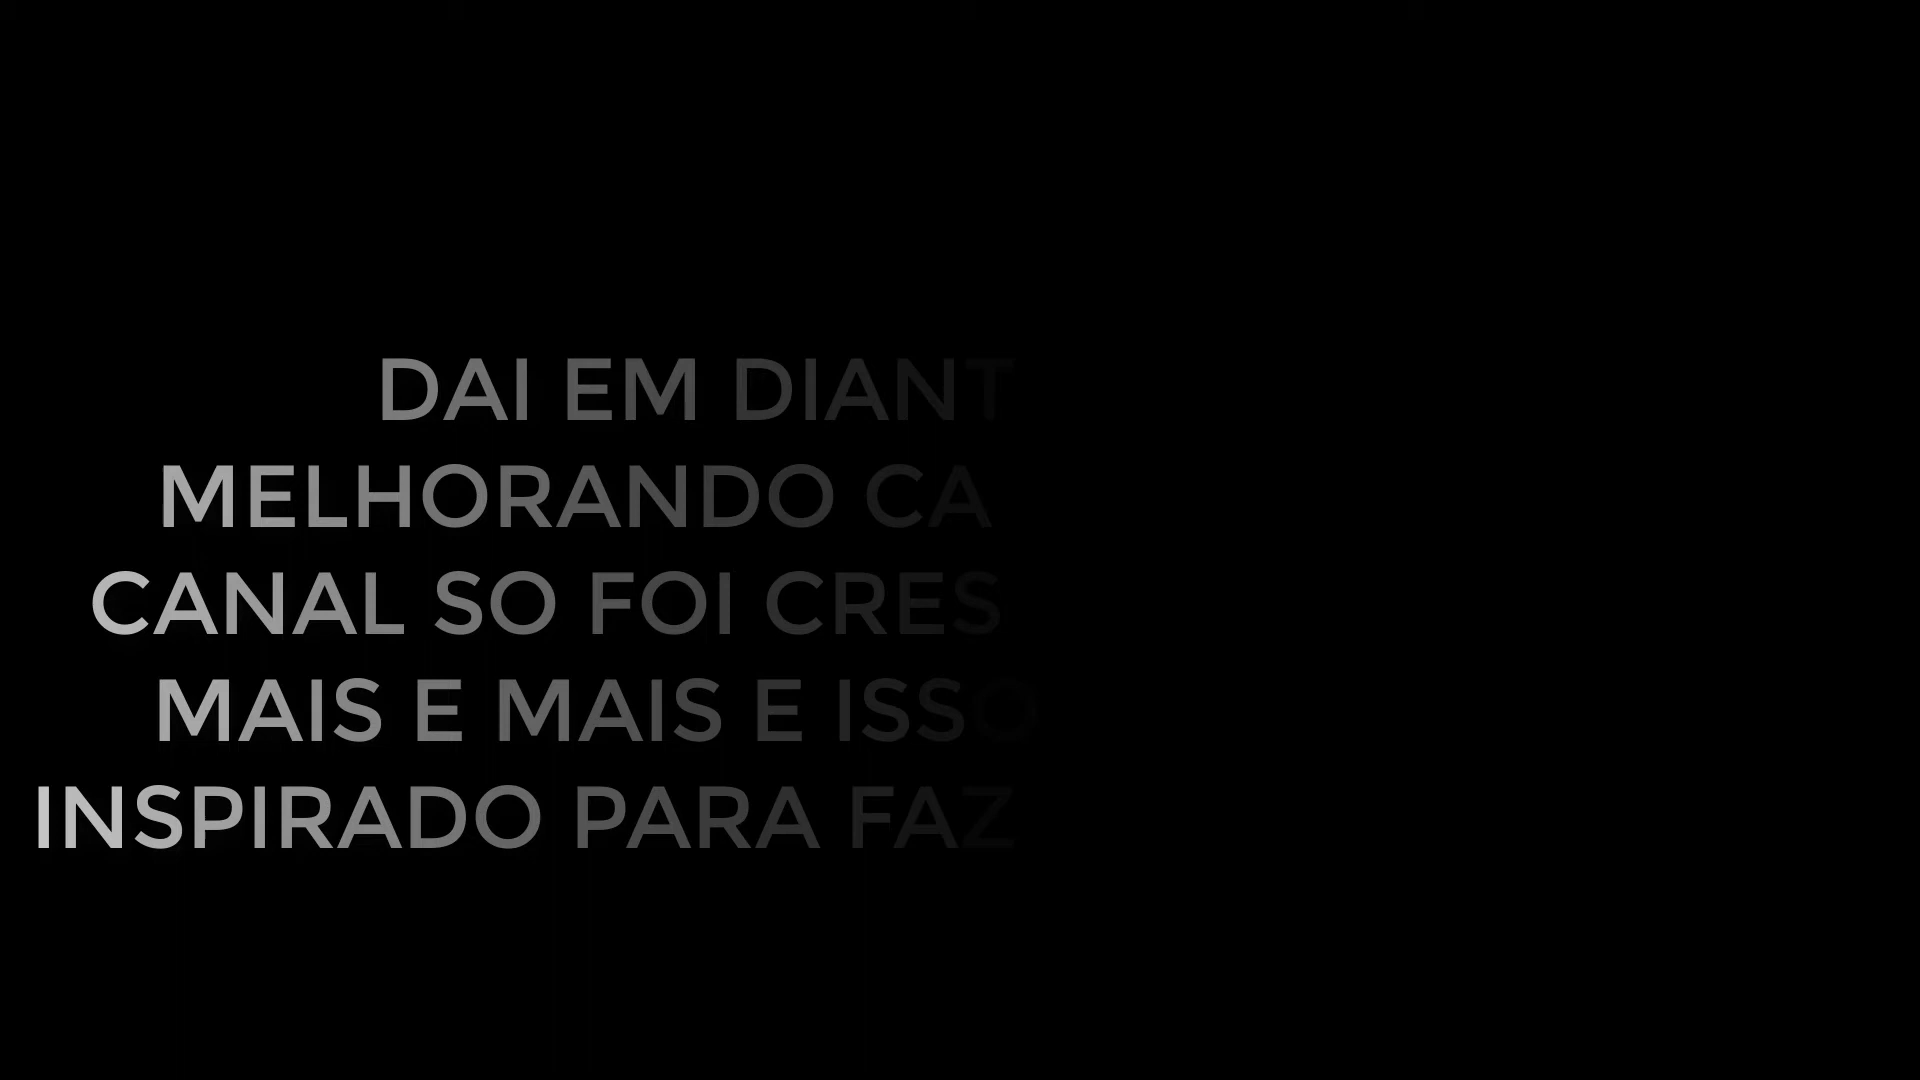 DAI EM DIANT
MELHORANDO CA
CANAL SO FOI CRES
MAIS E MAIS E ISSO
INSPIRADO PARA FAZ